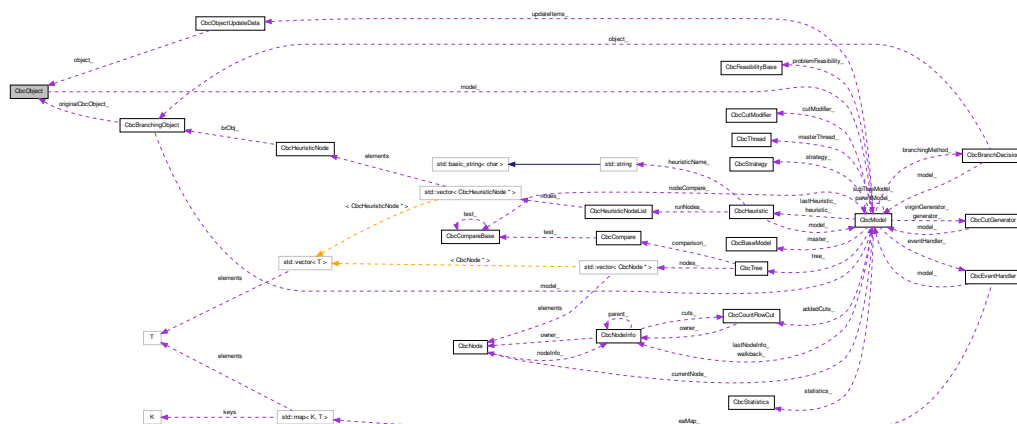 updateItems_
CbcObjectUpdateData
object_
object_
problemFeasibility_
CbcFeasibilityBase
CbcObject
model_
originalCbcObject_
cutModifier_
CbcCutModifier
CbcBranchingObject
brObj_
masterThread_
CbcThread
CbcHeuristicNode
elements
branchingMethod_
CbcBranchDecision
strategy_
CbcStrategy
std::basic_string< char >
std::string
heuristicName_
model_
nodeCompare_
subTreeModel_
parentModel_
std::vector< CbcHeuristicNode * >
nodes_
lastHeuristic_
heuristic_
virginGenerator_
generator_
< CbcHeuristicNode * >
test_
CbcHeuristicNodeList
runNodes_
CbcHeuristic
CbcModel
CbcCutGenerator
model_
model_
CbcCompareBase
test_
CbcCompare
comparison_
CbcBaseModel
master_
eventHandler_
tree_
std::vector< T >
< CbcNode * >
std::vector< CbcNode * >
nodes_
CbcTree
model_
CbcEventHandler
elements
model_
elements
parent_
cuts_
CbcCountRowCut
addedCuts_
T
owner_
CbcNodeInfo
owner_
CbcNode
nodeInfo_
lastNodeInfo_
walkback_
elements
currentNode_
statistics_
CbcStatistics
K
keys
std::map< K, T >
eaMap_